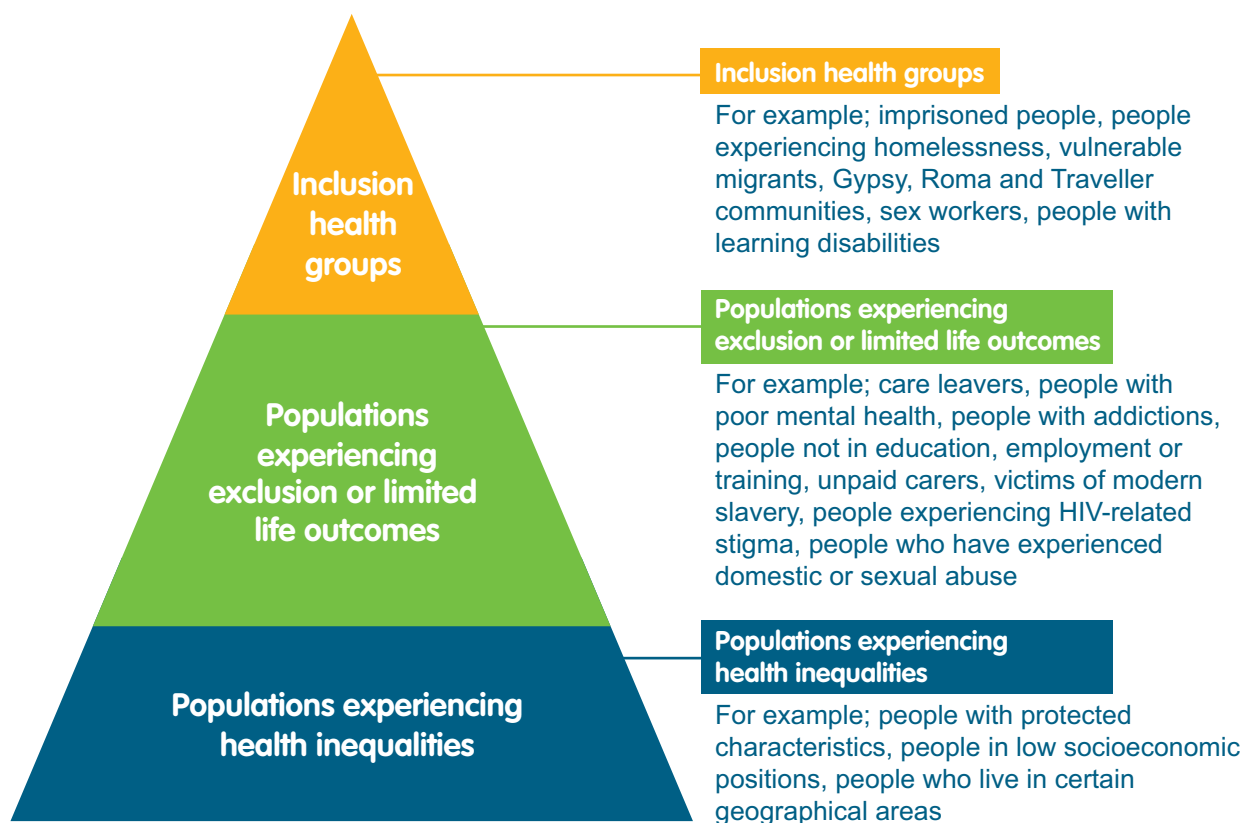 Inclusion
health
groups
Populations
experiencing
exclusion or limited
life outcomes
Populations experiencing
health inequalities
Inclusion health groups
For example; imprisoned people, people
experiencing homelessness, vulnerable
migrants, Gypsy, Roma and Traveller
communities, sex workers, people with
learning disabilities
Populations experiencing
exclusion or limited life outcomes
For example; care leavers, people with
poor mental health, people with addictions,
people not in education, employment or
training, unpaid carers, victims of modern
slavery, people experiencing HIV-related
stigma, people who have experienced
domestic or sexual abuse
Populations experiencing
health inequalities
For example; people with protected
characteristics, people in low socioeconomic
positions, people who live in certain
geographical areas